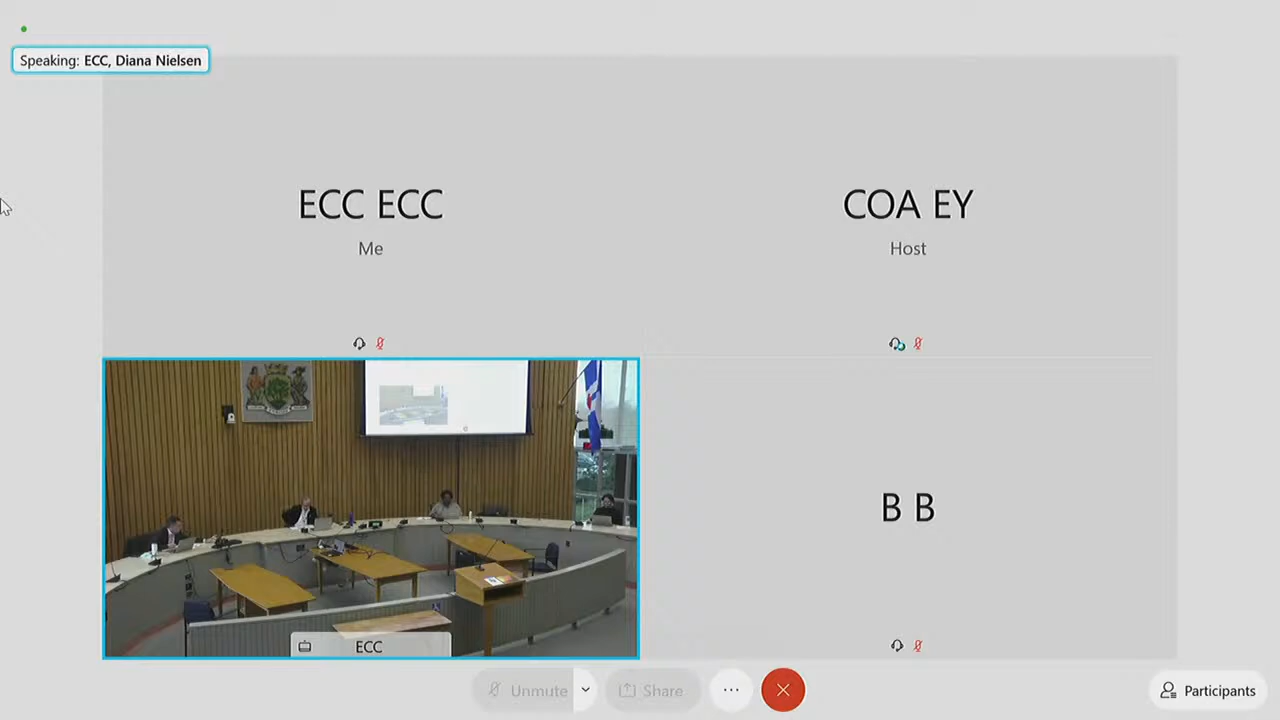 Speaking: ECC, Diana Nielsen
ECC ECC
Me
COA EY
Host
B B
ECC
Unmute
Share
Participants